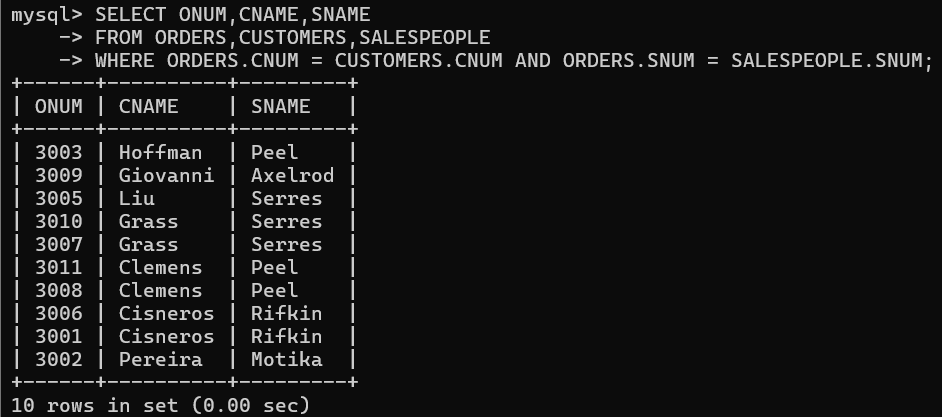 mysql> SELECT ONUM,CNAME,SNAME
    -> FROM ORDERS,CUSTOMERS,SALESPEOPLE
    -> WHERE ORDERS.CNUM = CUSTOMERS.CNUM AND ORDERS.SNUM = SALESPEOPLE.SNUM;
+------+----------+---------+
| ONUM | CNAME    | SNAME   |
+------+----------+---------+
| 3003 | Hoffman  | Peel    |
| 3009 | Giovanni | Axelrod |
| 3005 | Liu      | Serres  |
| 3010 | Grass    | Serres  |
| 3007 | Grass    | Serres  |
| 3011 | Clemens  | Peel    |
| 3008 | Clemens  | Peel    |
| 3006 | Cisneros | Rifkin  |
| 3001 | Cisneros | Rifkin  |
| 3002 | Pereira  | Motika  |
+------+----------+---------+
10 rows in set (0.00 sec)